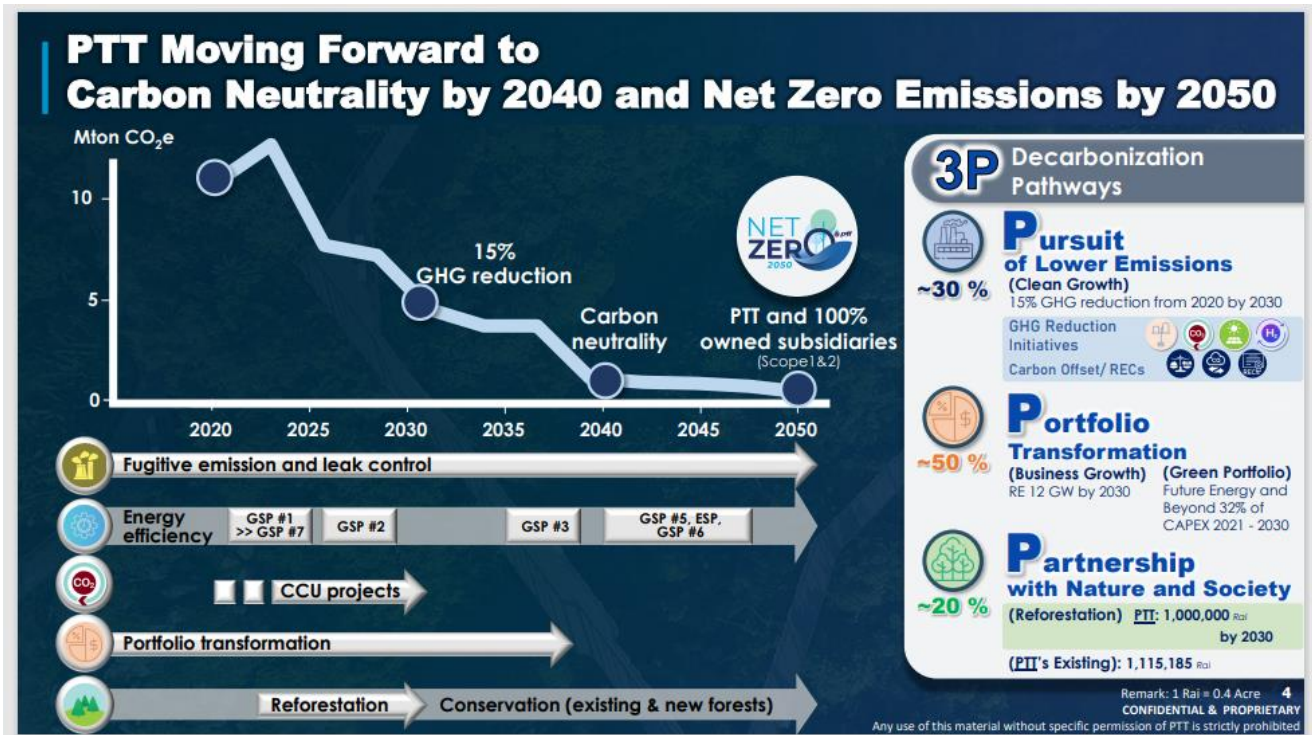 PTT Moving Forward to
Carbon Neutrality by 2040 and Net Zero Emissions by 2050
Mton CO₂e
10
5
0
2020
2025
2030
2035
2040
2045
2050
15%
GHG reduction
Carbon
neutrality
NET
ZERO
ptt
2050
PTT and 100%
owned subsidiaries
(Scope1&2)
Fugitive emission and leak control
Energy
efficiency
GSP #1
>> GSP #7
GSP #2
GSP #3
GSP #5, ESP,
GSP #6
CO₂
CCU projects
Portfolio transformation
Reforestation
Conservation (existing & new forests)
3P Decarbonization
Pathways
~30 %
Pursuit
of Lower Emissions
(Clean Growth)
15% GHG reduction from 2020 by 2030
GHG Reduction
Initiatives
CO₂
H₂
Carbon Offset/ RECs
~50 %
Portfolio
Transformation
(Business Growth)
RE 12 GW by 2030
(Green Portfolio)
Future Energy and
Beyond 32% of
CAPEX 2021 - 2030
~20 %
Partnership
with Nature and Society
(Reforestation) PTT: 1,000,000 Rai
by 2030
(PTT's Existing): 1,115,185 Rai
Remark: 1 Rai = 0.4 Acre 4
CONFIDENTIAL & PROPRIETARY
Any use of this material without specific permission of PTT is strictly prohibited